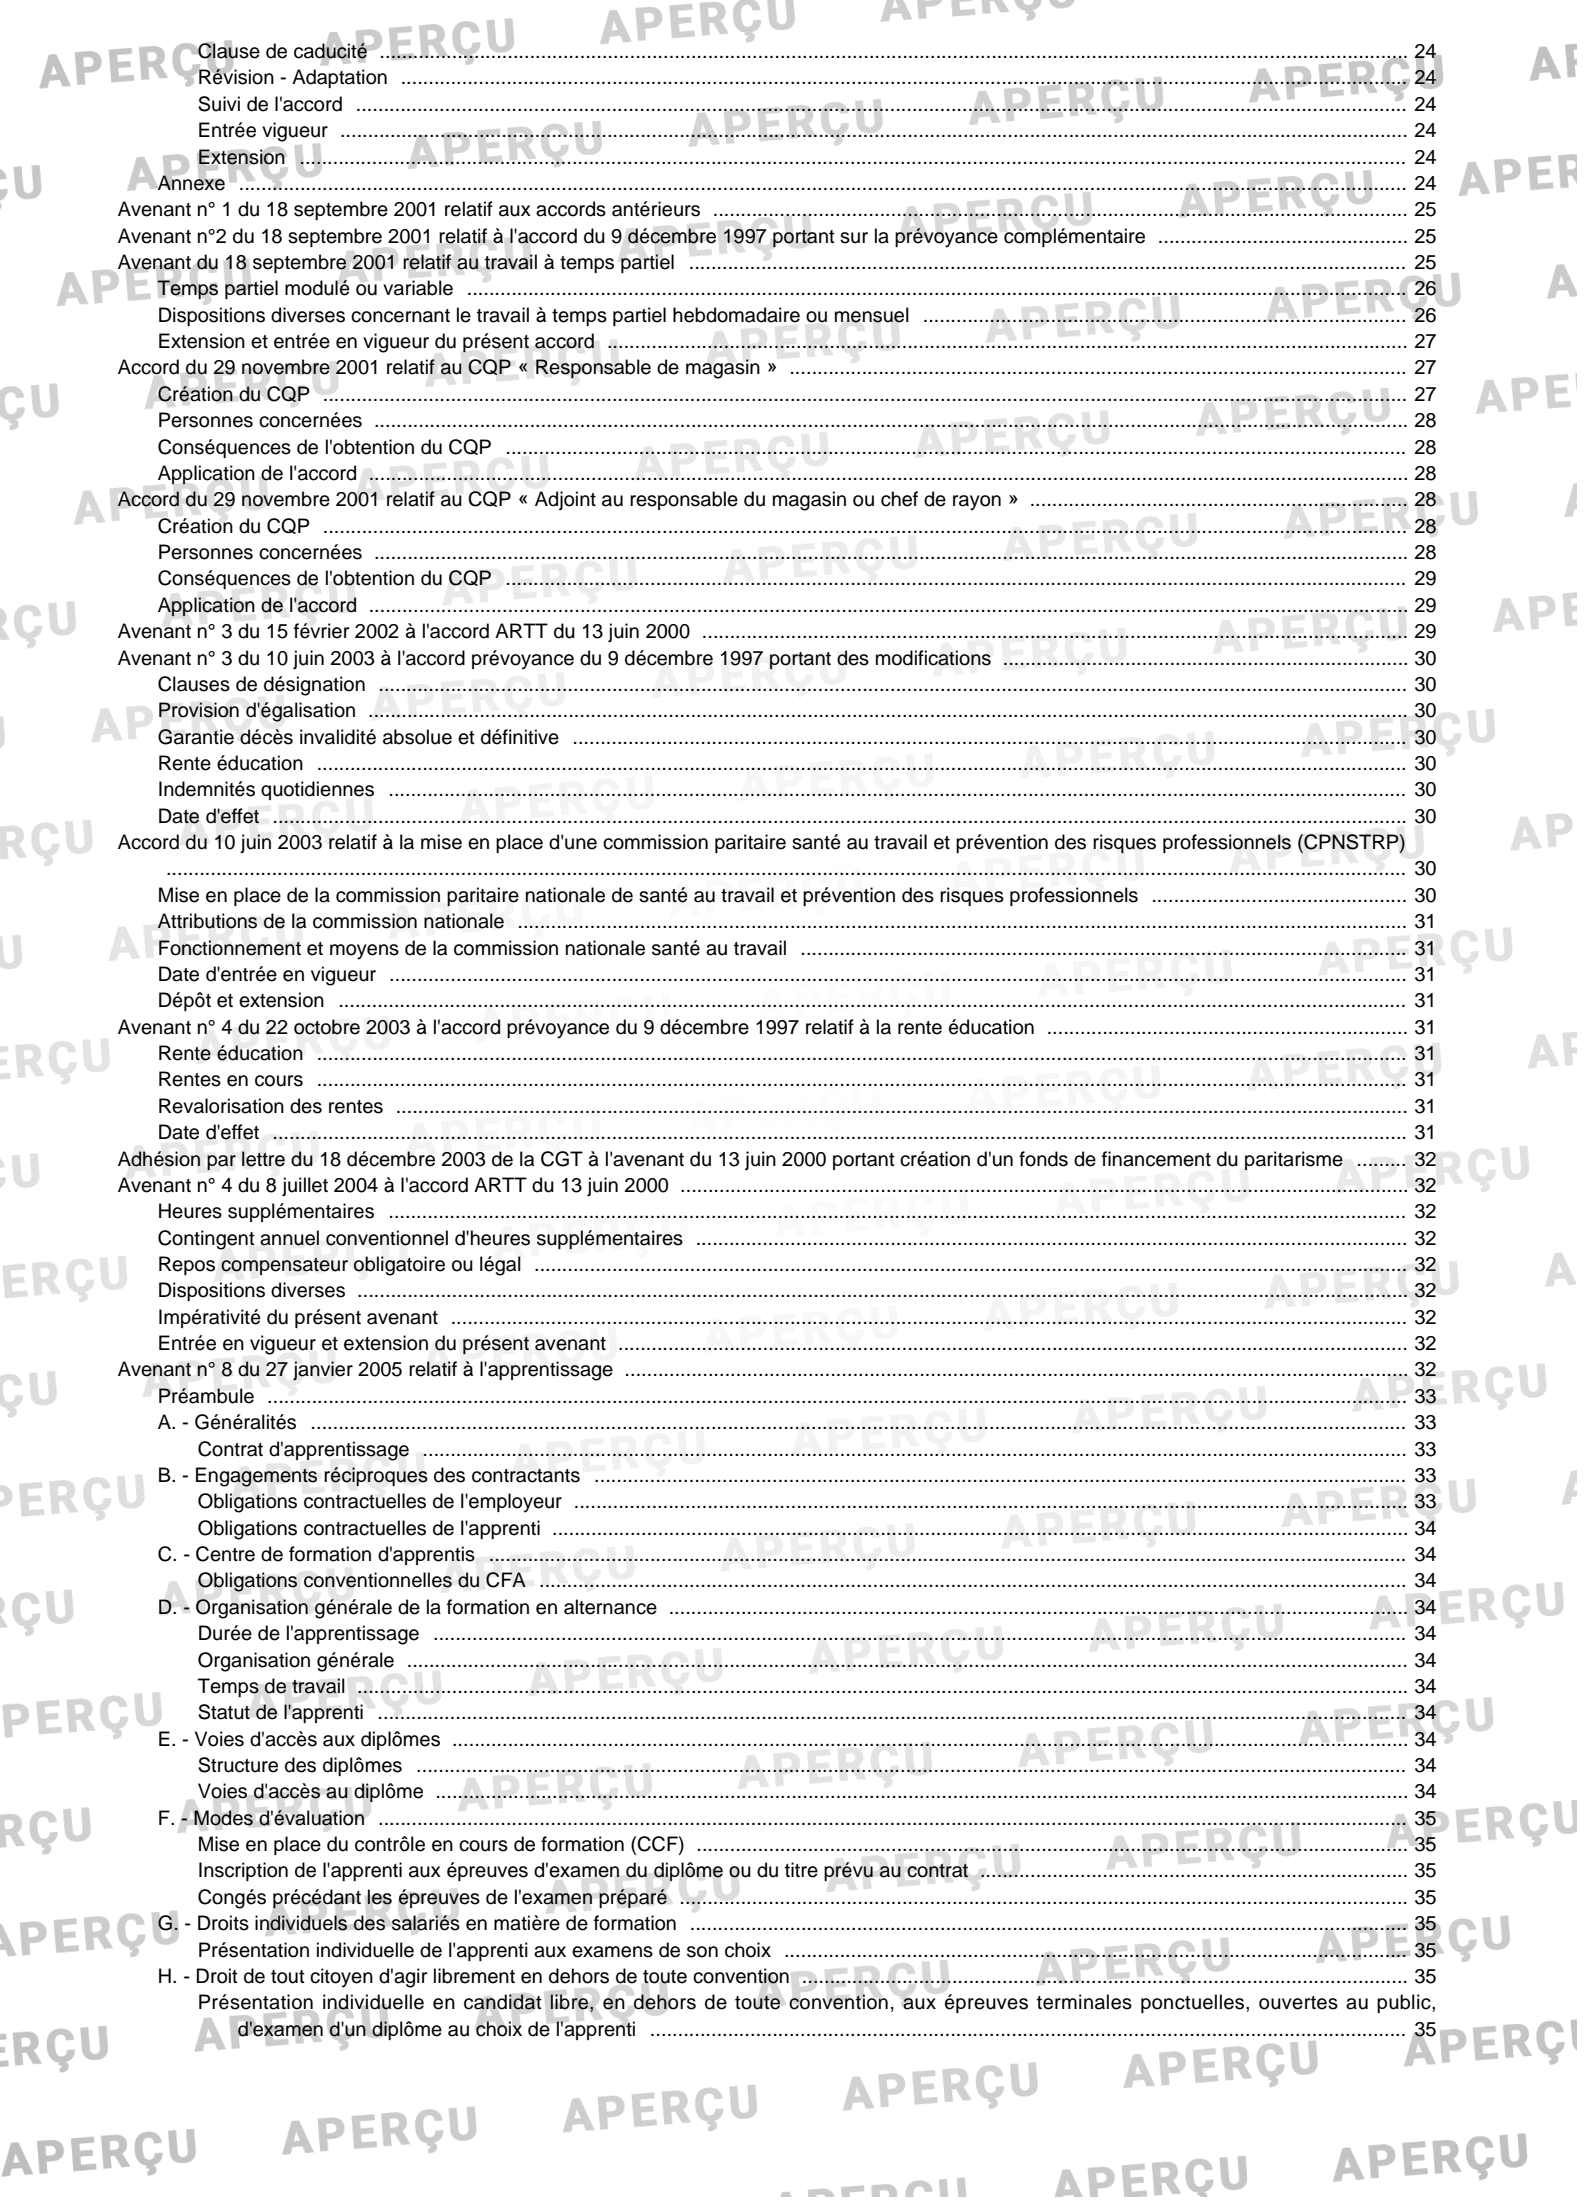 Clause de caducité ........ 24
Révision - Adaptation ........ 24
Suivi de l'accord ........ 24
Entrée vigueur ........ 24
Extension ........ 24
Annexe ........ 24
Avenant n° 1 du 18 septembre 2001 relatif aux accords antérieurs ........ 25
Avenant n°2 du 18 septembre 2001 relatif à l'accord du 9 décembre 1997 portant sur la prévoyance complémentaire ........ 25
Avenant du 18 septembre 2001 relatif au travail à temps partiel ........ 25
Temps partiel modulé ou variable ........ 26
Dispositions diverses concernant le travail à temps partiel hebdomadaire ou mensuel ........ 26
Extension et entrée en vigueur du présent accord ........ 27
Accord du 29 novembre 2001 relatif au CQP « Responsable de magasin » ........ 27
Création du CQP ........ 27
Personnes concernées ........ 28
Conséquences de l'obtention du CQP ........ 28
Application de l'accord ........ 28
Accord du 29 novembre 2001 relatif au CQP « Adjoint au responsable du magasin ou chef de rayon » ........ 28
Création du CQP ........ 28
Personnes concernées ........ 28
Conséquences de l'obtention du CQP ........ 29
Application de l'accord ........ 29
Avenant n° 3 du 15 février 2002 à l'accord ARTT du 13 juin 2000 ........ 29
Avenant n° 3 du 10 juin 2003 à l'accord prévoyance du 9 décembre 1997 portant des modifications ........ 30
Clauses de désignation ........ 30
Provision d'égalisation ........ 30
Garantie décès invalidité absolue et définitive ........ 30
Rente éducation ........ 30
Indemnités quotidiennes ........ 30
Date d'effet ........ 30
Accord du 10 juin 2003 relatif à la mise en place d'une commission paritaire santé au travail et prévention des risques professionnels (CPNSTRP)
........ 30
Mise en place de la commission paritaire nationale de santé au travail et prévention des risques professionnels ........ 30
Attributions de la commission nationale ........ 31
Fonctionnement et moyens de la commission nationale santé au travail ........ 31
Date d'entrée en vigueur ........ 31
Dépôt et extension ........ 31
Avenant n° 4 du 22 octobre 2003 à l'accord prévoyance du 9 décembre 1997 relatif à la rente éducation ........ 31
Rente éducation ........ 31
Rentes en cours ........ 31
Revalorisation des rentes ........ 31
Date d'effet ........ 31
Adhésion par lettre du 18 décembre 2003 de la CGT à l'avenant du 13 juin 2000 portant création d'un fonds de financement du paritarisme ........ 32
Avenant n° 4 du 8 juillet 2004 à l'accord ARTT du 13 juin 2000 ........ 32
Heures supplémentaires ........ 32
Contingent annuel conventionnel d'heures supplémentaires ........ 32
Repos compensateur obligatoire ou légal ........ 32
Dispositions diverses ........ 32
Impérativité du présent avenant ........ 32
Entrée en vigueur et extension du présent avenant ........ 32
Avenant n° 8 du 27 janvier 2005 relatif à l'apprentissage ........ 32
Préambule ........ 33
A. - Généralités ........ 33
Contrat d'apprentissage ........ 33
B. - Engagements réciproques des contractants ........ 33
Obligations contractuelles de l'employeur ........ 33
Obligations contractuelles de l'apprenti ........ 34
C. - Centre de formation d'apprentis ........ 34
Obligations conventionnelles du CFA ........ 34
D. - Organisation générale de la formation en alternance ........ 34
Durée de l'apprentissage ........ 34
Organisation générale ........ 34
Temps de travail ........ 34
Statut de l'apprenti ........ 34
E. - Voies d'accès aux diplômes ........ 34
Structure des diplômes ........ 34
Voies d'accès au diplôme ........ 34
F. - Modes d'évaluation ........ 35
Mise en place du contrôle en cours de formation (CCF) ........ 35
Inscription de l'apprenti aux épreuves d'examen du diplôme ou du titre prévu au contrat ........ 35
Congés précédant les épreuves de l'examen préparé ........ 35
G. - Droits individuels des salariés en matière de formation ........ 35
Présentation individuelle de l'apprenti aux examens de son choix ........ 35
H. - Droit de tout citoyen d'agir librement en dehors de toute convention ........ 35
Présentation individuelle en candidat libre, en dehors de toute convention, aux épreuves terminales ponctuelles, ouvertes au public,
d'examen d'un diplôme au choix de l'apprenti ........ 35
APERÇU